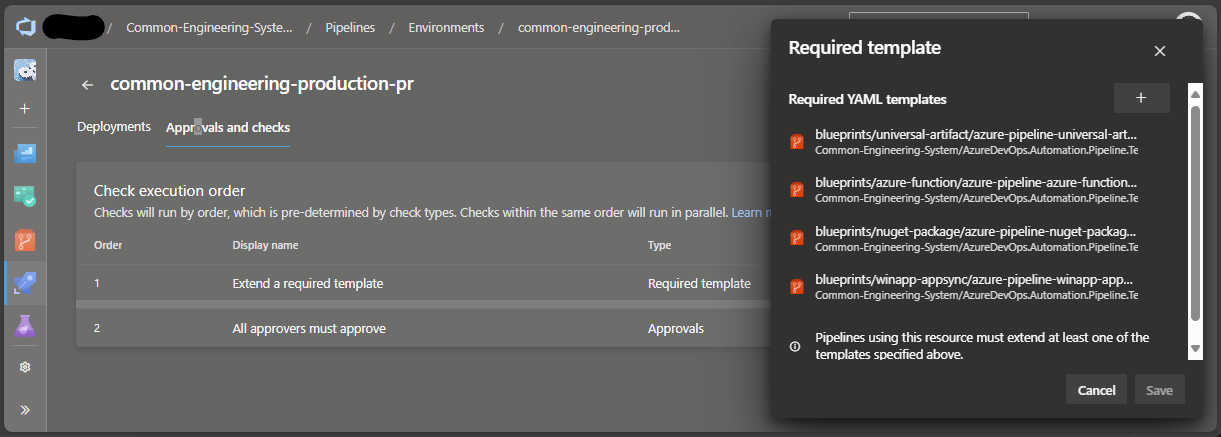 / Common-Engineering-Syste... / Pipelines / Environments / common-engineering-prod...
common-engineering-production-pr
Deployments Approvals and checks
Check execution order
Checks will run by order, which is pre-determined by check types. Checks within the same order will run in parallel. Learn
Order Display name Type
1 Extend a required template Required template
2 All approvers must approve Approvals
Required template
Required YAML templates
blueprints/universal-artifact/azure-pipeline-universal-art...
Common-Engineering-System/AzureDevOps.Automation.Pipeline.Te
blueprints/azure-function/azure-pipeline-azure-function...
Common-Engineering-System/AzureDevOps.Automation.Pipeline.Te
blueprints/nuget-package/azure-pipeline-nuget-packag...
Common-Engineering-System/AzureDevOps.Automation.Pipeline.Te
blueprints/winapp-appsync/azure-pipeline-winapp-app...
Common-Engineering-System/AzureDevOps.Automation.Pipeline.Te
Pipelines using this resource must extend at least one of the
templates specified above.
Cancel Save